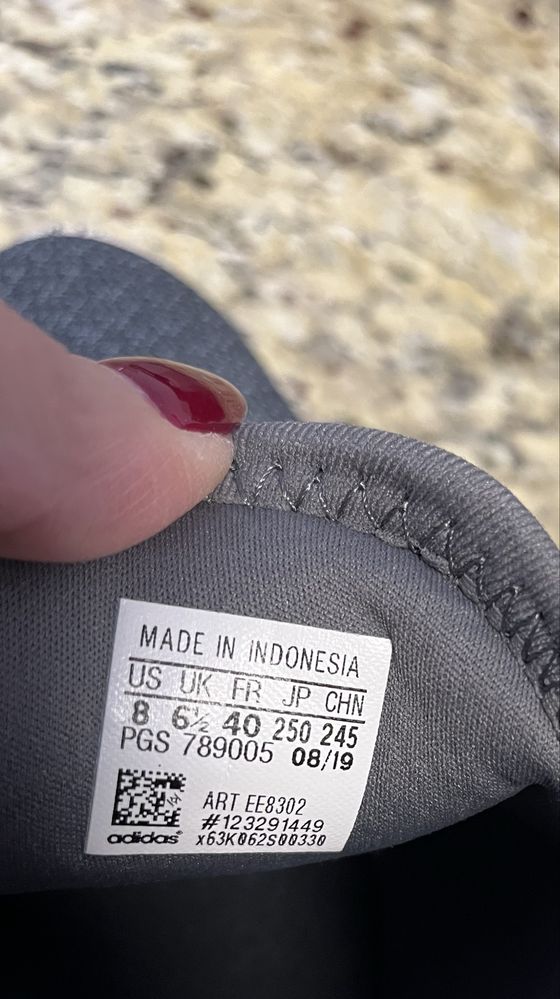 MADE IN INDONESIA
US UK FR JP CHN
8 6½ 40 250 245
PGS 789005 08/19
ART EE8302
#123291449
adidas x63K062S00330